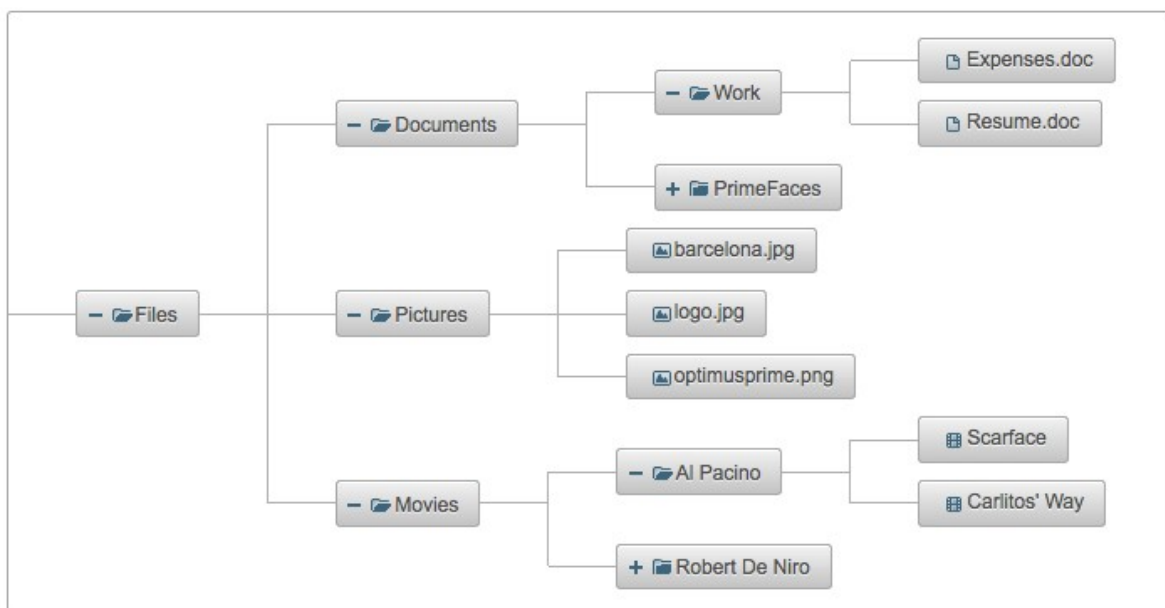 Files
Documents
Work
Expenses.doc
Resume.doc
PrimeFaces
Pictures
barcelona.jpg
logo.jpg
optimusprime.png
Movies
Al Pacino
Scarface
Carlitos' Way
Robert De Niro